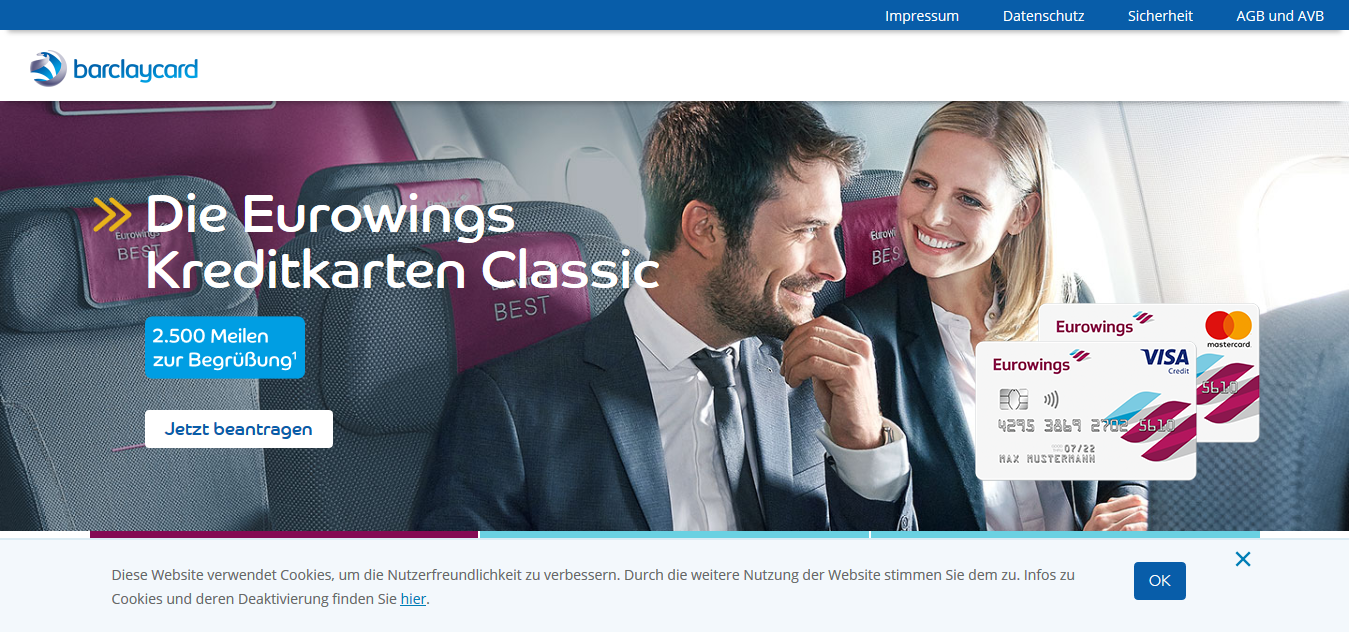 Impressum Datenschutz Sicherheit AGB und AVB
barclaycard
Die Eurowings
Kreditkarten Classic
2.500 Meilen
zur Begrüßung¹
Jetzt beantragen
Eurowings
BEST
BEST
Eurowings
BES
Eurowings
mastercard
5610
Eurowings
VISA
Credit
4295 3869 2702 5610
07/22
MAX MUSTERMANN
Diese Website verwendet Cookies, um die Nutzerfreundlichkeit zu verbessern. Durch die weitere Nutzung der Website stimmen Sie dem zu. Infos zu
Cookies und deren Deaktivierung finden Sie hier.
OK